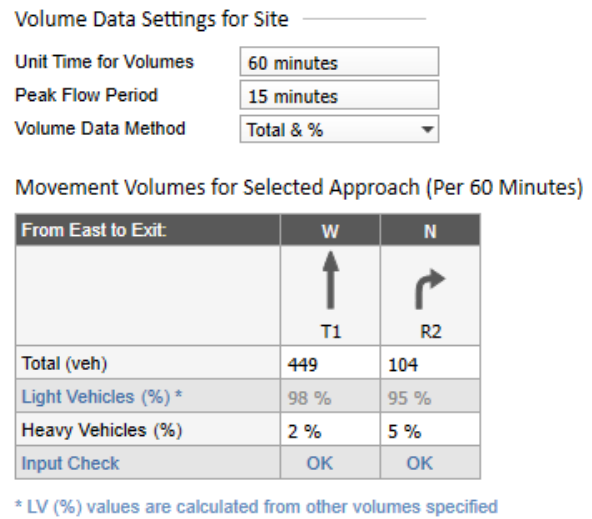 Volume Data Settings for Site
Unit Time for Volumes 60 minutes
Peak Flow Period 15 minutes
Volume Data Method Total & %
Movement Volumes for Selected Approach (Per 60 Minutes)
From East to Exit: W N
T1 R2
Total (veh) 449 104
Light Vehicles (%) * 98 % 95 %
Heavy Vehicles (%) 2 % 5 %
Input Check OK OK
* LV (%) values are calculated from other volumes specified